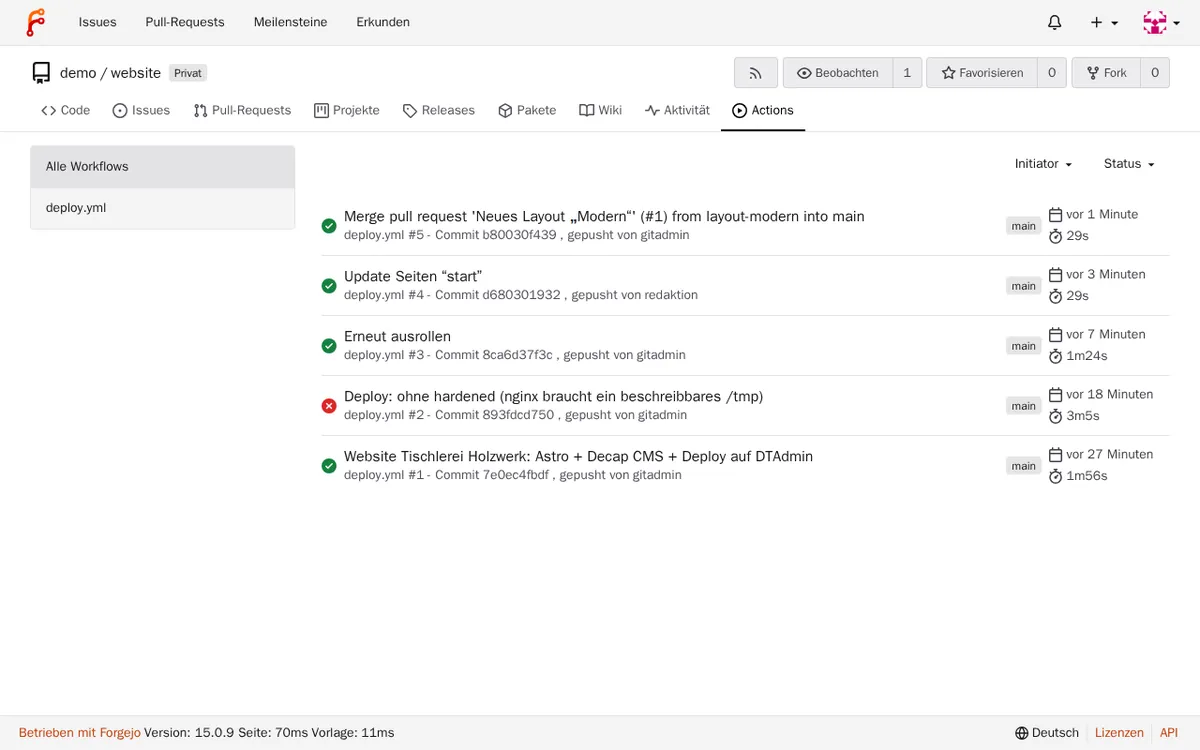 Issues Pull-Requests Meilensteine Erkunden
demo / website Privat
Beobachten 1 Favorisieren 0 Fork 0
Code Issues Pull-Requests Projekte Releases Pakete Wiki Aktivität Actions
Alle Workflows
deploy.yml
Initiator Status
Merge pull request 'Neues Layout „Modern“' (#1) from layout-modern into main
deploy.yml #5 - Commit b80030f439 , gepusht von gitadmin
main
vor 1 Minute
29s
Update Seiten “start”
deploy.yml #4 - Commit d680301932 , gepusht von redaktion
main
vor 3 Minuten
29s
Erneut ausrollen
deploy.yml #3 - Commit 8ca6d37f3c , gepusht von gitadmin
main
vor 7 Minuten
1m24s
Deploy: ohne hardened (nginx braucht ein beschreibbares /tmp)
deploy.yml #2 - Commit 893fdcd750 , gepusht von gitadmin
main
vor 18 Minuten
3m5s
Website Tischlerei Holzwerk: Astro + Decap CMS + Deploy auf DTAdmin
deploy.yml #1 - Commit 7e0ec4fbdf , gepusht von gitadmin
main
vor 27 Minuten
1m56s
Betrieben mit Forgejo Version: 15.0.9 Seite: 70ms Vorlage: 11ms
Deutsch Lizenzen API